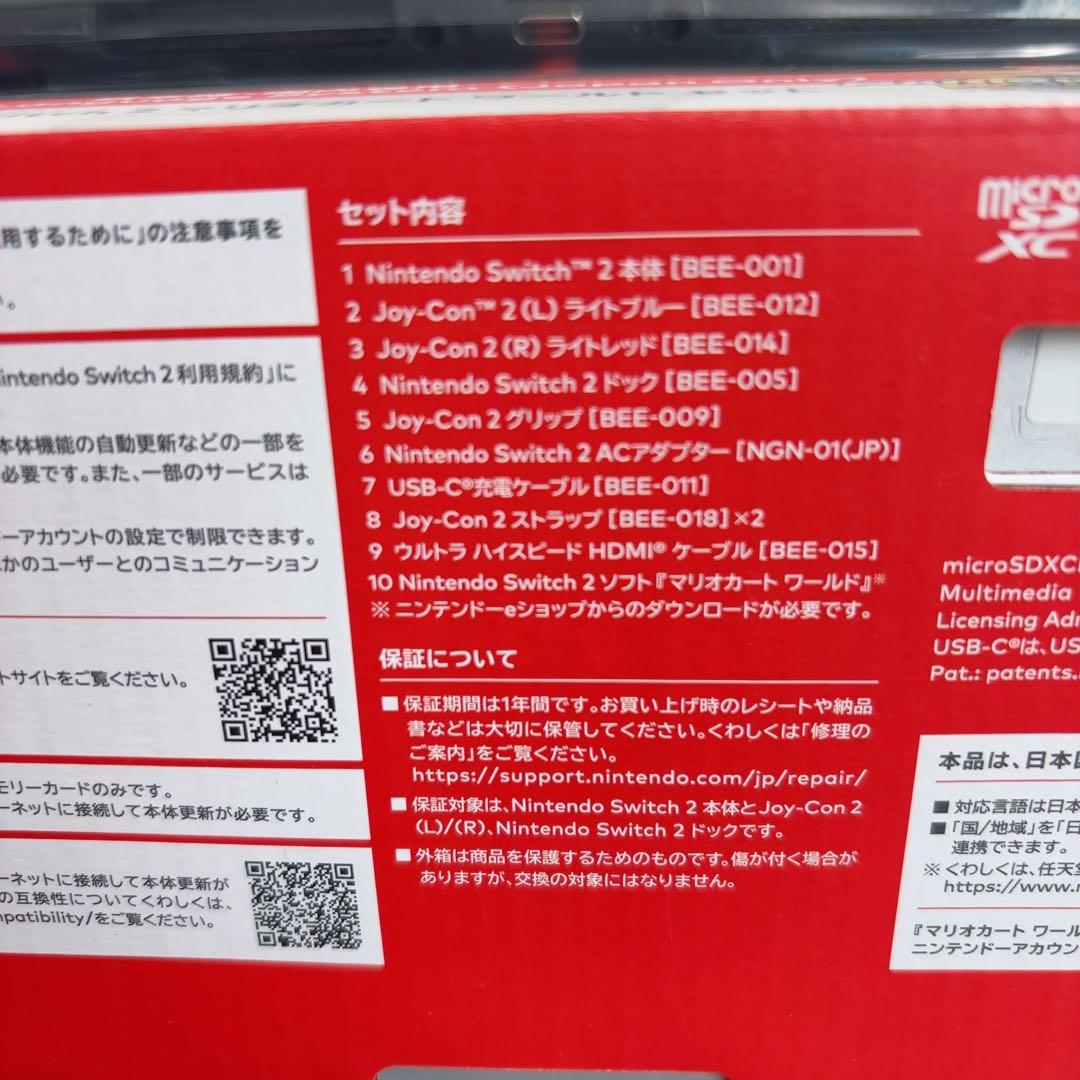 用するために」の注意事項を
い。
intendo Switch 2利用規約」に
本体機能の自動更新などの一部を
必要です。また、一部のサービスは
ーアカウントの設定で制限できます。
かのユーザーとのコミュニケーション
トサイトをご覧ください。
モリーカードのみです。
ーネットに接続して本体更新が必要です。
ーネットに接続して本体更新が
の互換性についてくわしくは、
mpatibility/をご覧ください。
セット内容
1 Nintendo Switch™ 2本体[BEE-001]
2 Joy-Con™ 2(L) ライトブルー[BEE-012]
3 Joy-Con 2(R) ライトレッド[BEE-014]
4 Nintendo Switch 2ドック[BEE-005]
5 Joy-Con 2グリップ[BEE-009]
6 Nintendo Switch 2 ACアダプター[NGN-01(JP)]
7 USB-C®充電ケーブル[BEE-011]
8 Joy-Con 2ストラップ[BEE-018]×2
9 ウルトラ ハイスピード HDMI® ケーブル[BEE-015]
10 Nintendo Switch 2 ソフト『マリオカート ワールド』※
※ ニンテンドーeショップからのダウンロードが必要です。
保証について
■保証期間は1年間です。お買い上げ時のレシートや納品
書などは大切に保管してください。くわしくは「修理の
ご案内」をご覧ください。
https://support.nintendo.com/jp/repair/
■保証対象は、Nintendo Switch 2 本体とJoy-Con 2
(L)/(R)、Nintendo Switch 2 ドックです。
■外箱は商品を保護するためのものです。傷が付く場合が
ありますが、交換の対象にはなりません。
micro
SD
XC
microSDXC
Multimedia
Licensing Adm
USB-C®は、US
Pat.: patents.
本品は、日本国
■対応言語は日本
■「国/地域」を「日
連携できます。
※くわしくは、任天堂
https://www.n
『マリオカート ワール
ニンテンドーアカウン